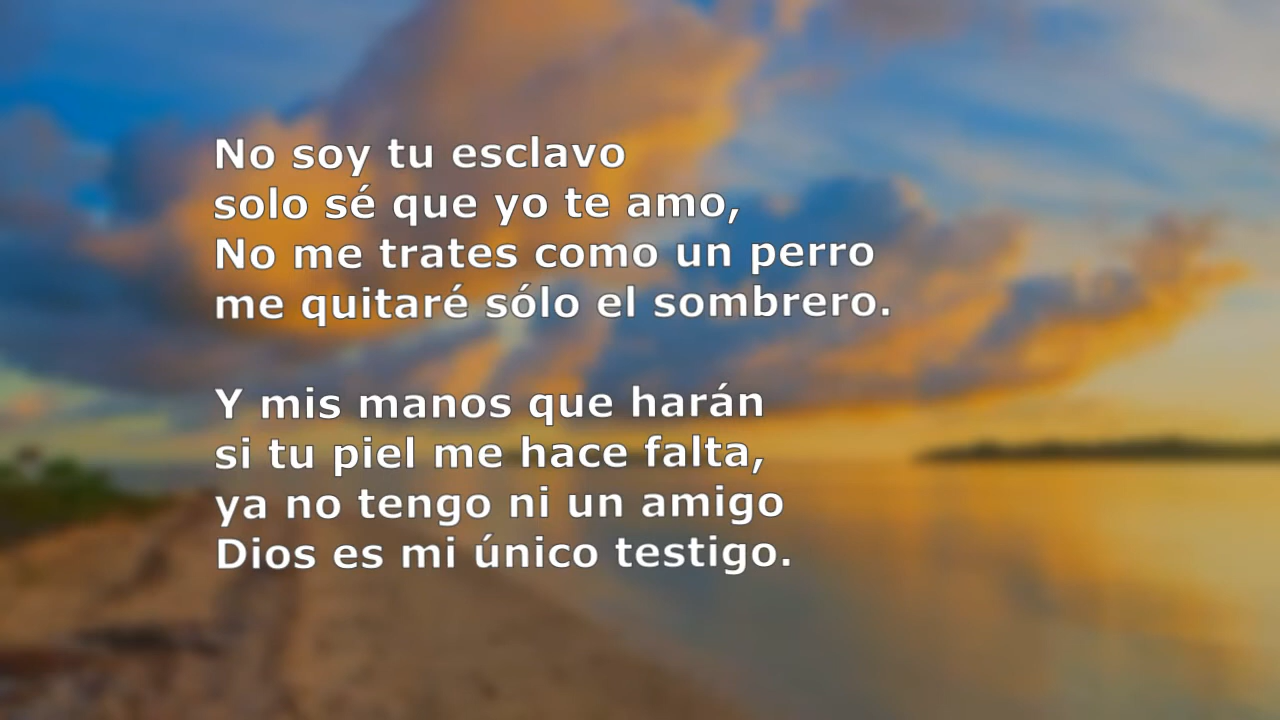 No soy tu esclavo
solo sé que yo te amo,
No me trates como un perro
me quitaré sólo el sombrero.

Y mis manos que harán
si tu piel me hace falta,
ya no tengo ni un amigo
Dios es mi único testigo.